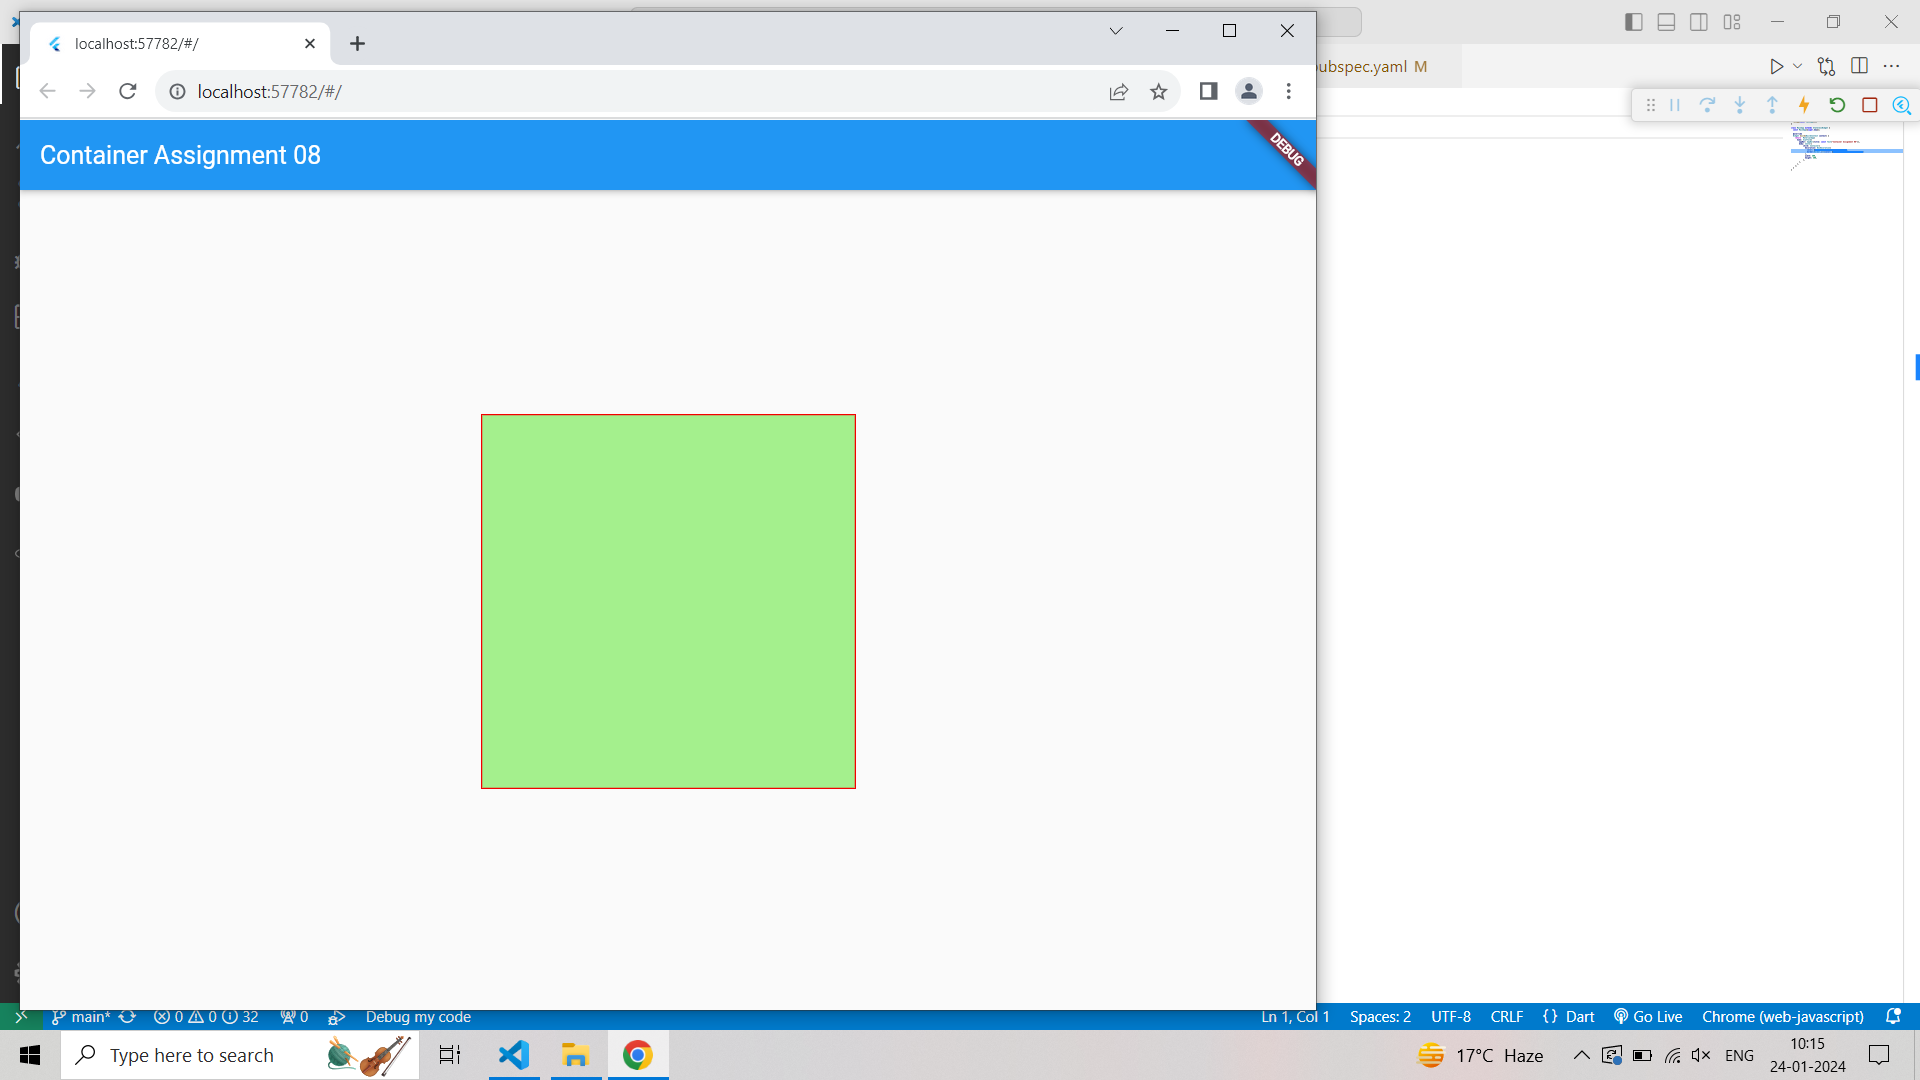 localhost:57782/#/
ubspec.yaml M
localhost:57782/#/
Container Assignment 08
DEBUG
main* 0 0 32 0 Debug my code Ln 1, Col 1 Spaces: 2 UTF-8 CRLF {} Dart Go Live Chrome (web-javascript)
Type here to search 17°C Haze ENG 10:15
24-01-2024